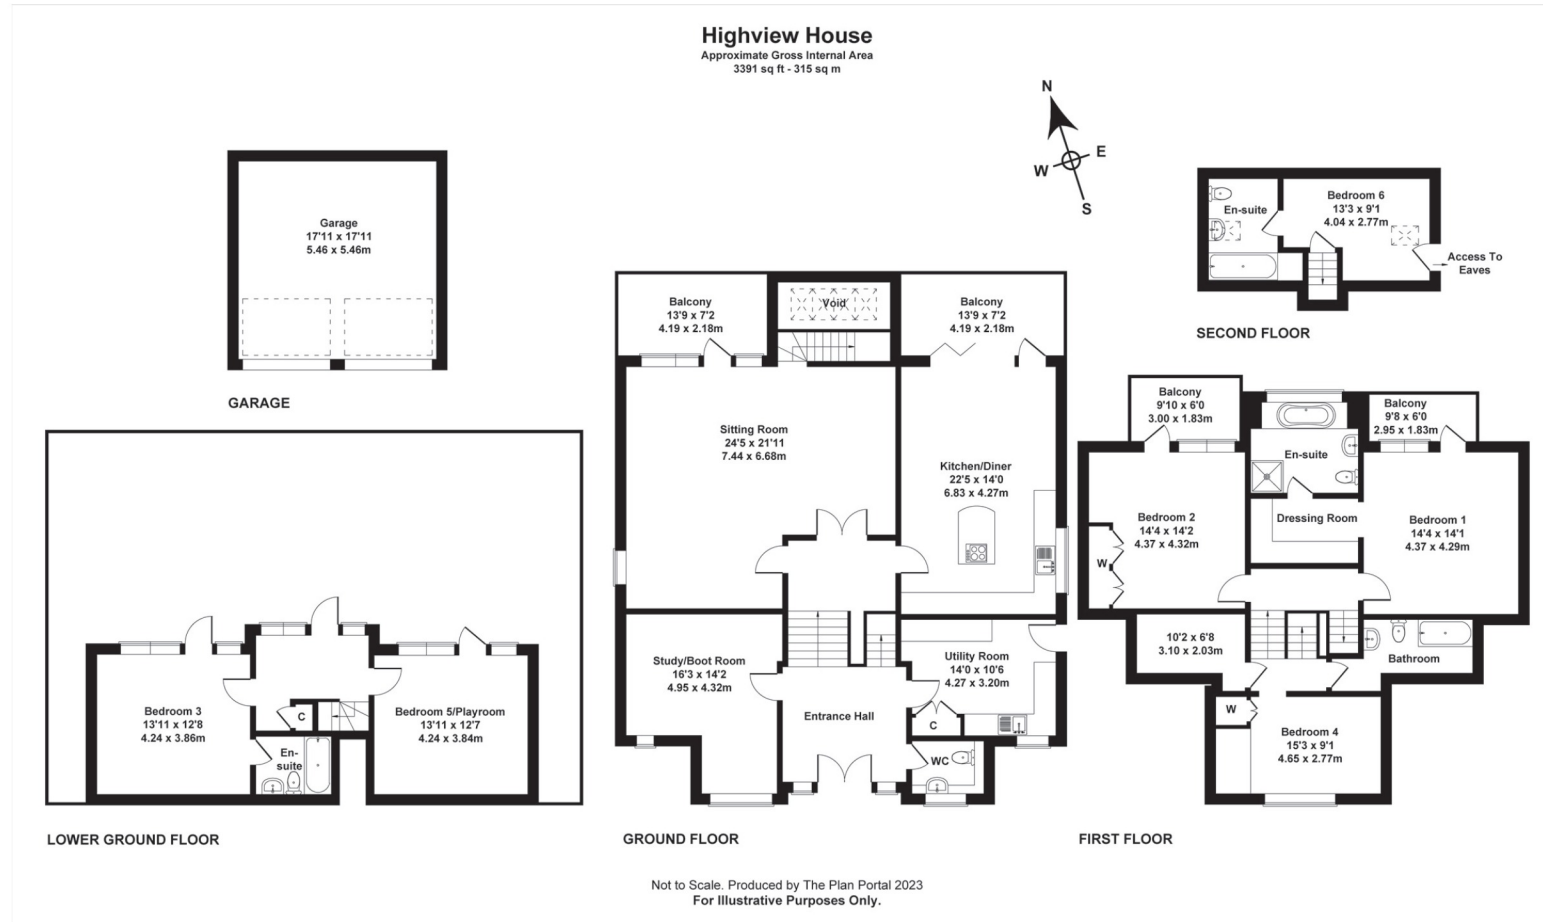 Highview House
Approximate Gross Internal Area
3391 sq ft - 315 sq m
N
E
W
S
Garage
17'11 x 17'11
5.46 x 5.46m
GARAGE
Bedroom 3
13'11 x 12'8
4.24 x 3.86m
C
En-
suite
Bedroom 5/Playroom
13'11 x 12'7
4.24 x 3.84m
LOWER GROUND FLOOR
Balcony
13'9 x 7'2
4.19 x 2.18m
Void
Balcony
13'9 x 7'2
4.19 x 2.18m
Sitting Room
24'5 x 21'11
7.44 x 6.68m
Kitchen/Diner
22'5 x 14'0
6.83 x 4.27m
Study/Boot Room
16'3 x 14'2
4.95 x 4.32m
Utility Room
14'0 x 10'6
4.27 x 3.20m
Entrance Hall
C
WC
GROUND FLOOR
En-suite
Bedroom 6
13'3 x 9'1
4.04 x 2.77m
Access To
Eaves
SECOND FLOOR
Balcony
9'10 x 6'0
3.00 x 1.83m
Balcony
9'8 x 6'0
2.95 x 1.83m
En-suite
Bedroom 2
14'4 x 14'2
4.37 x 4.32m
Dressing Room
Bedroom 1
14'4 x 14'1
4.37 x 4.29m
W
10'2 x 6'8
3.10 x 2.03m
Bathroom
W
Bedroom 4
15'3 x 9'1
4.65 x 2.77m
FIRST FLOOR
Not to Scale. Produced by The Plan Portal 2023
For Illustrative Purposes Only.